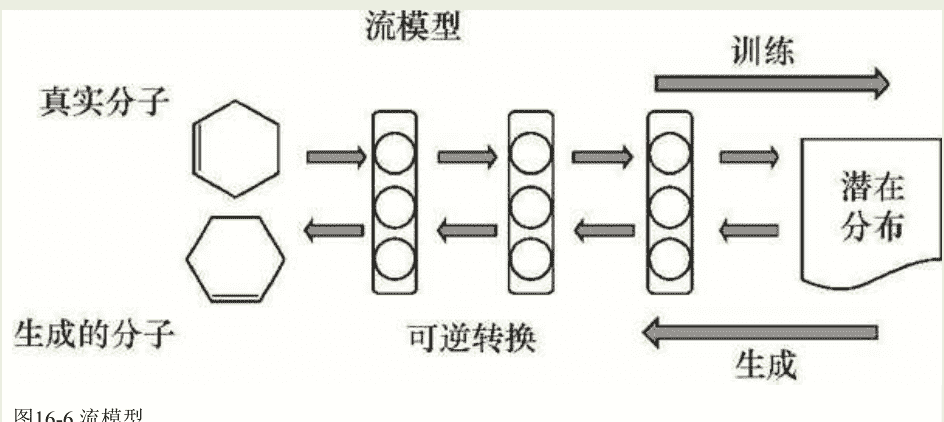 流模型
训练
真实分子
潜在
分布
生成的分子
可逆转换
生成
图16-6 流模型